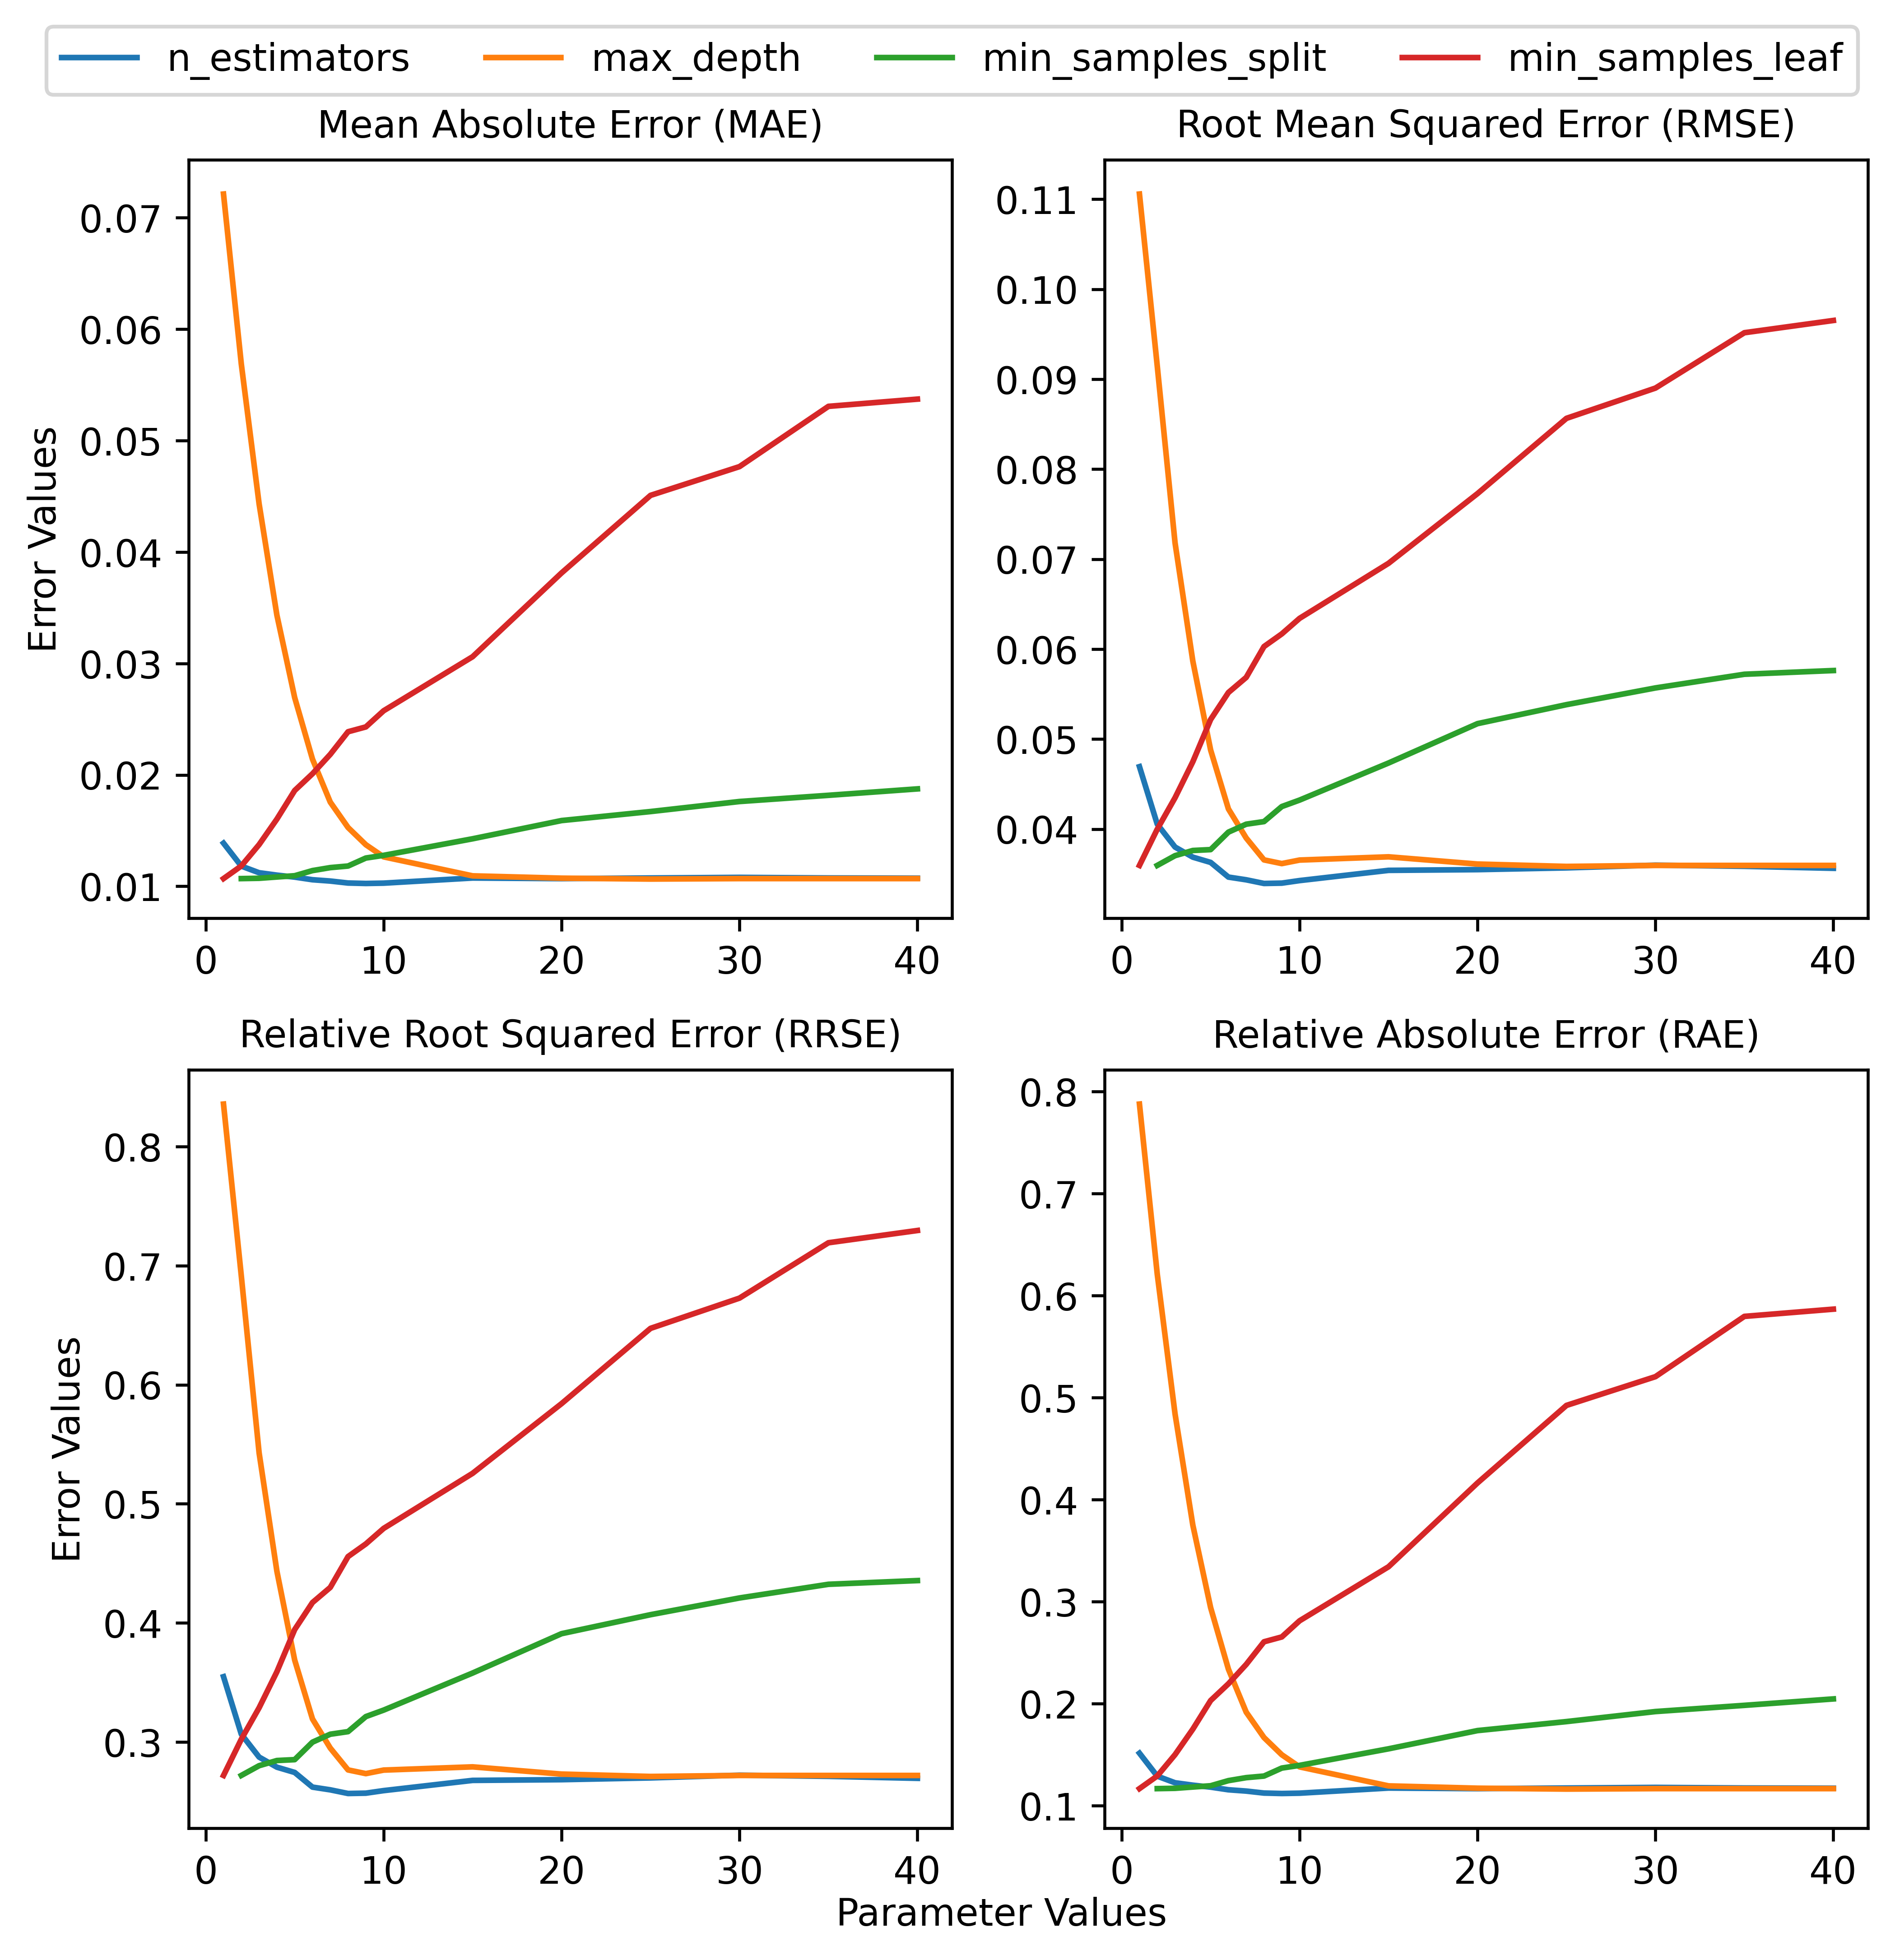 n_estimators max_depth min_samples_split min_samples_leaf
Mean Absolute Error (MAE)
0.07
0.06
0.05
0.04
0.03
0.02
0.01
Error Values
0 10 20 30 40
Root Mean Squared Error (RMSE)
0.11
0.10
0.09
0.08
0.07
0.06
0.05
0.04
0 10 20 30 40
Relative Root Squared Error (RRSE)
0.8
0.7
0.6
0.5
0.4
0.3
Error Values
0 10 20 30 40
Relative Absolute Error (RAE)
0.8
0.7
0.6
0.5
0.4
0.3
0.2
0.1
0 10 20 30 40
Parameter Values